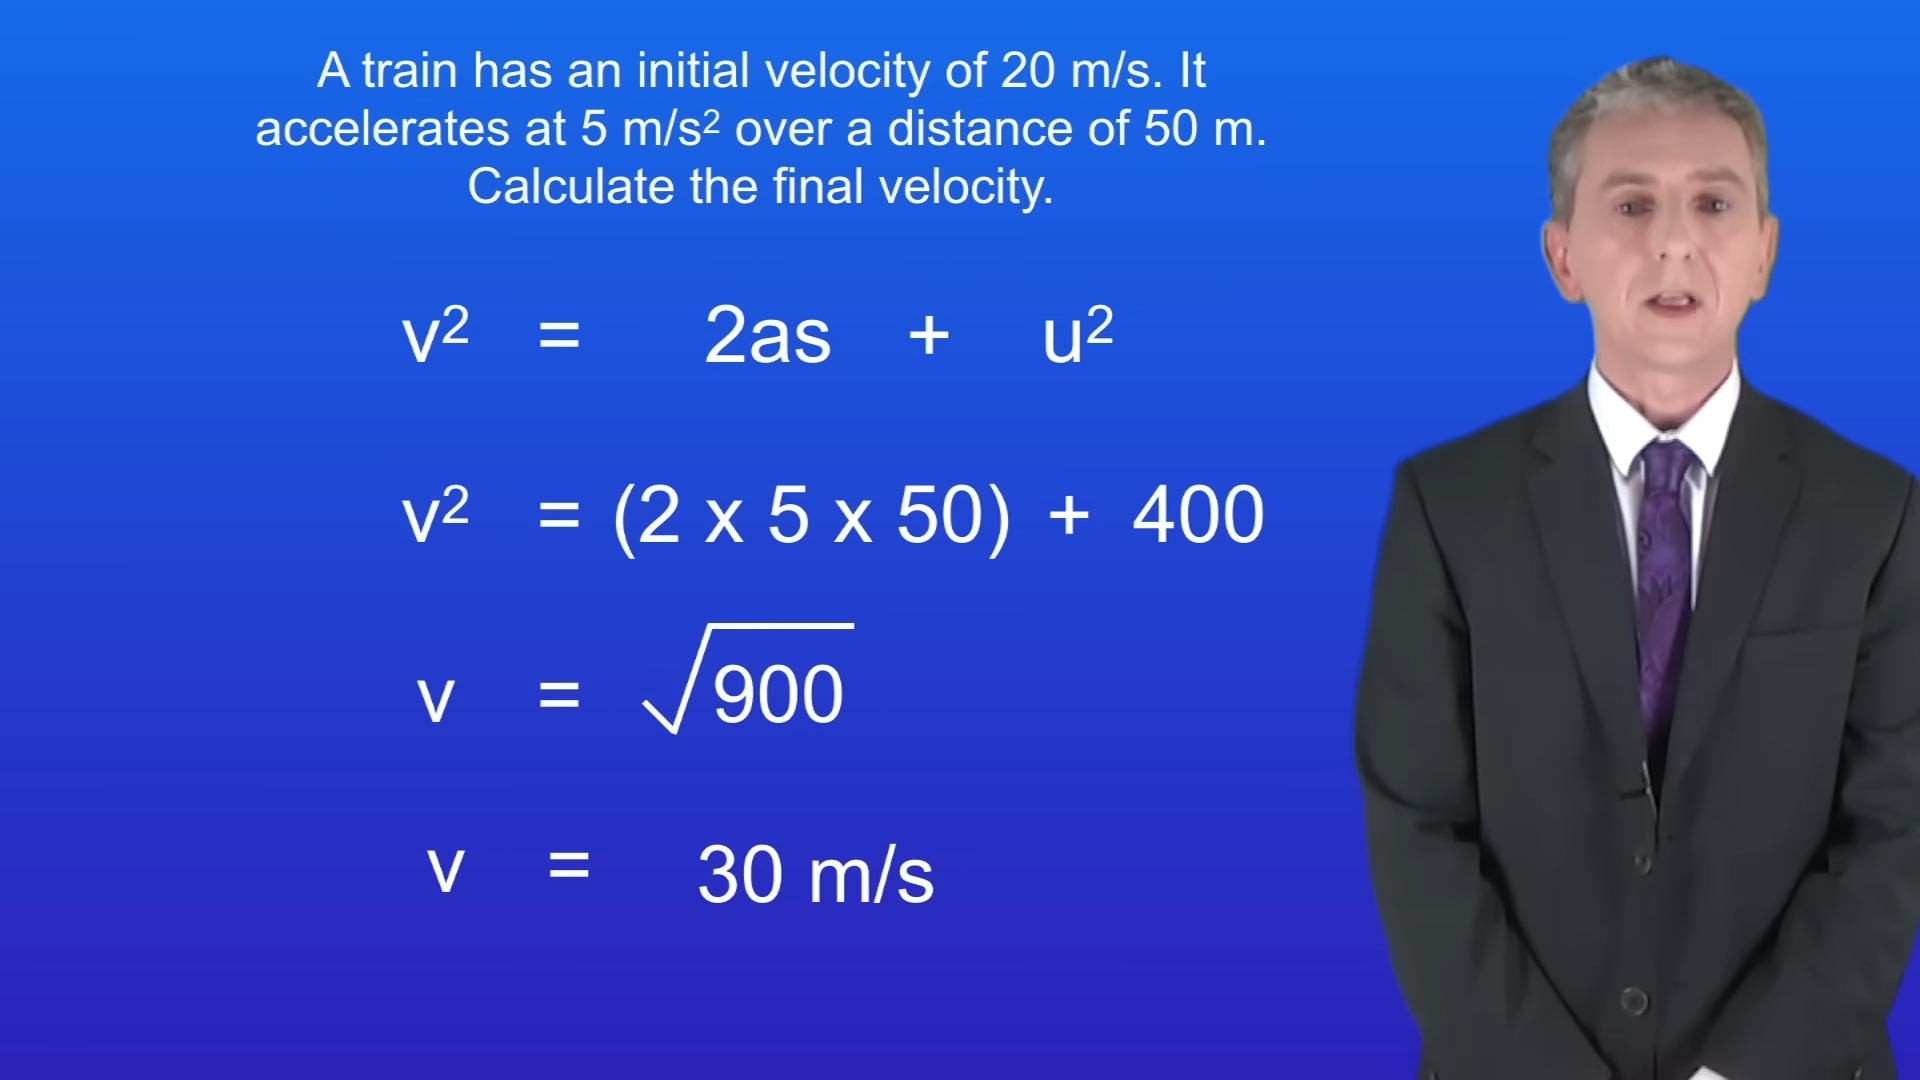 A train has an initial velocity of 20 m/s. It
accelerates at 5 m/s² over a distance of 50 m.
Calculate the final velocity.
v² = 2as + u²
v² = (2 x 5 x 50) + 400
v = √900
v = 30 m/s